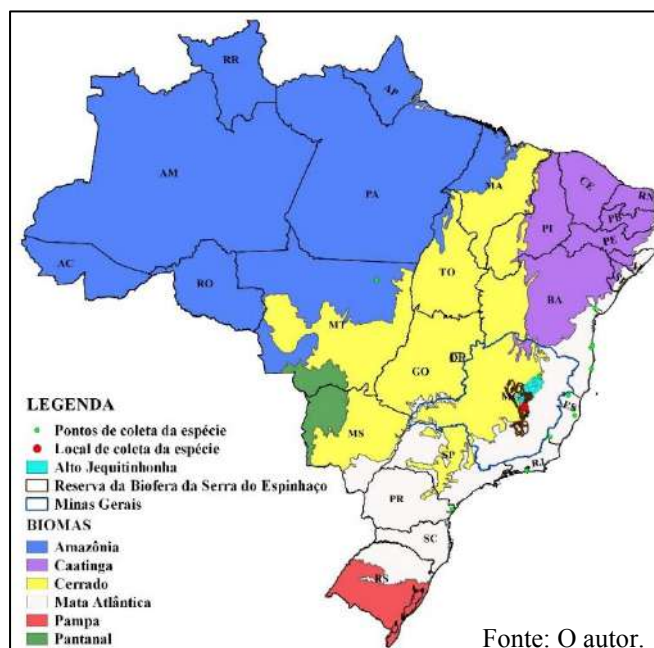 RR
AP
AM
PA
MA
CE
RN
PB
PI
PE
AC
RO
TO
BA
MT
GO
DF
MS
ES
SP
RJ
PR
SC
RS
LEGENDA
Pontos de coleta da espécie
Local de coleta da espécie
Alto Jequitinhonha
Reserva da Biofera da Serra do Espinhaço
Minas Gerais
BIOMAS
Amazônia
Caatinga
Cerrado
Mata Atlântica
Pampa
Pantanal
Fonte: O autor.